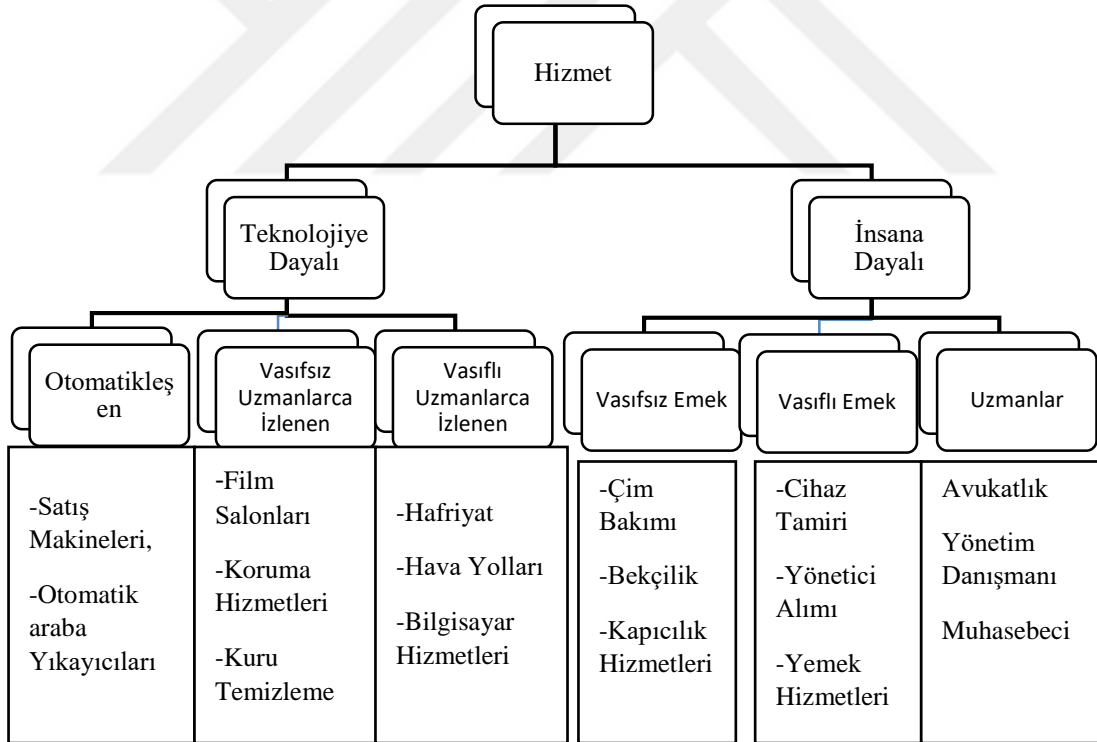 Hizmet
Teknolojiye
Dayalı
İnsana
Dayalı
Otomatikleş
en
Vasıfsız
Uzmanlarca
İzlenen
Vasıflı
Uzmanlarca
İzlenen
Vasıfsız Emek
Vasıflı Emek
Uzmanlar
-Satış
Makineleri,
-Otomatik
araba
Yıkayıcıları
-Film
Salonları
-Koruma
Hizmetleri
-Kuru
Temizleme
-Hafriyat
-Hava Yolları
-Bilgisayar
Hizmetleri
-Çim
Bakımı
-Bekçilik
-Kapıcılık
Hizmetleri
-Cihaz
Tamiri
-Yönetici
Alımı
-Yemek
Hizmetleri
Avukatlık
Yönetim
Danışmanı
Muhasebeci